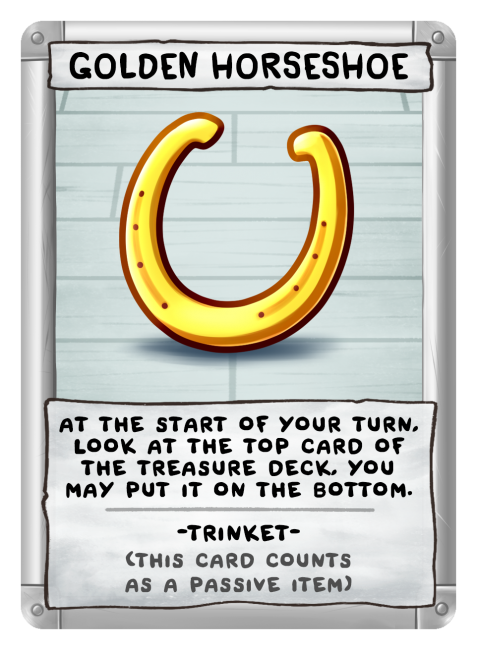 GOLDEN HORSESHOE
AT THE START OF YOUR TURN,
LOOK AT THE TOP CARD OF
THE TREASURE DECK. YOU
MAY PUT IT ON THE BOTTOM.
-TRINKET-
(THIS CARD COUNTS
AS A PASSIVE ITEM)